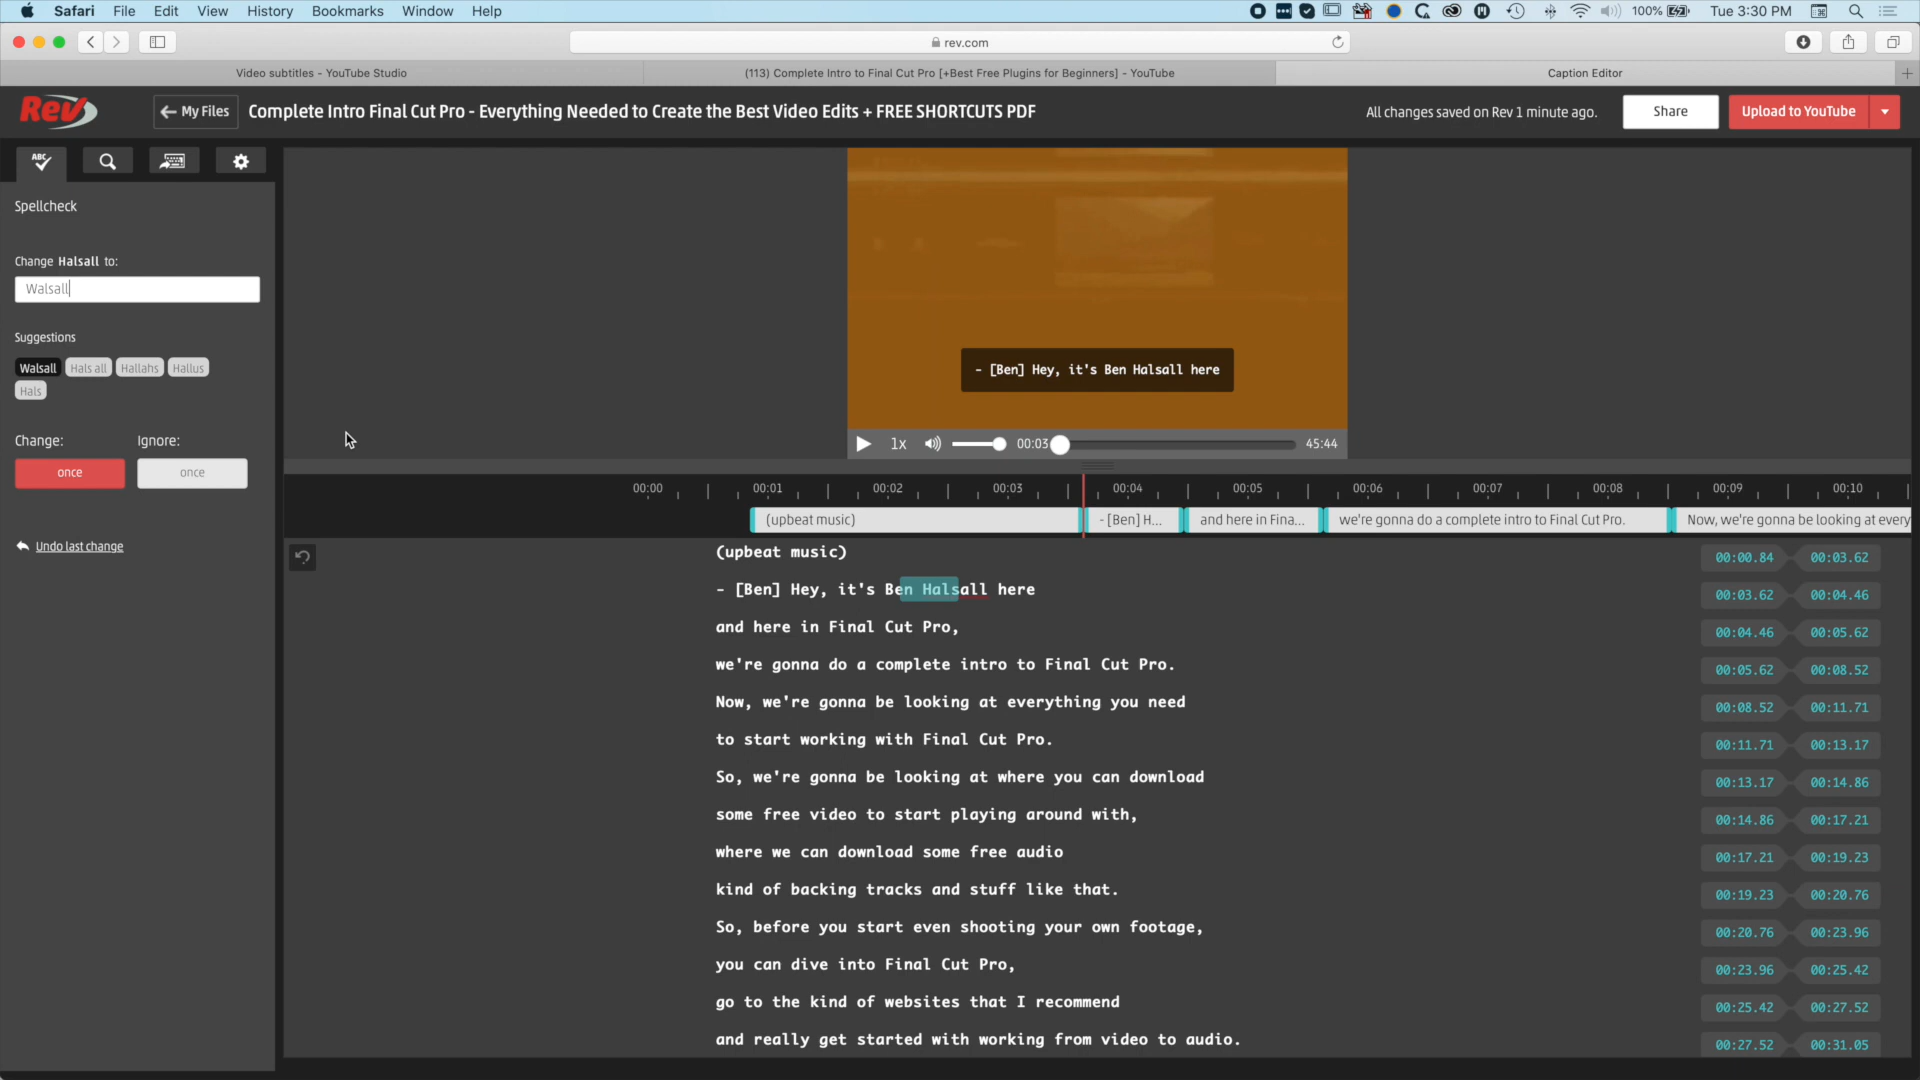 Safari File Edit View History Bookmarks Window Help
100% Tue 3:30 PM
rev.com
Video subtitles - YouTube Studio
(113) Complete Intro to Final Cut Pro [+Best Free Plugins for Beginners] - YouTube
Caption Editor
Rev
My Files
Complete Intro Final Cut Pro - Everything Needed to Create the Best Video Edits + FREE SHORTCUTS PDF
All changes saved on Rev 1 minute ago.
Share
Upload to YouTube
ABC
Spellcheck
Change Halsall to:
Walsall
Suggestions
Walsall Hals all Hallahs Hallus
Hals
Change: Ignore:
once once
Undo last change
- [Ben] Hey, it's Ben Halsall here
1x 00:03 45:44
00:00 00:01 00:02 00:03 00:04 00:05 00:06 00:07 00:08 00:09 00:10
(upbeat music) - [Ben] H... and here in Fina... we're gonna do a complete intro to Final Cut Pro. Now, we're gonna be looking at every
(upbeat music) 00:00.84 00:03.62
- [Ben] Hey, it's Ben Halsall here 00:03.62 00:04.46
and here in Final Cut Pro, 00:04.46 00:05.62
we're gonna do a complete intro to Final Cut Pro. 00:05.62 00:08.52
Now, we're gonna be looking at everything you need 00:08.52 00:11.71
to start working with Final Cut Pro. 00:11.71 00:13.17
So, we're gonna be looking at where you can download 00:13.17 00:14.86
some free video to start playing around with, 00:14.86 00:17.21
where we can download some free audio 00:17.21 00:19.23
kind of backing tracks and stuff like that. 00:19.23 00:20.76
So, before you start even shooting your own footage, 00:20.76 00:23.96
you can dive into Final Cut Pro, 00:23.96 00:25.42
go to the kind of websites that I recommend 00:25.42 00:27.52
and really get started with working from video to audio. 00:27.52 00:31.05